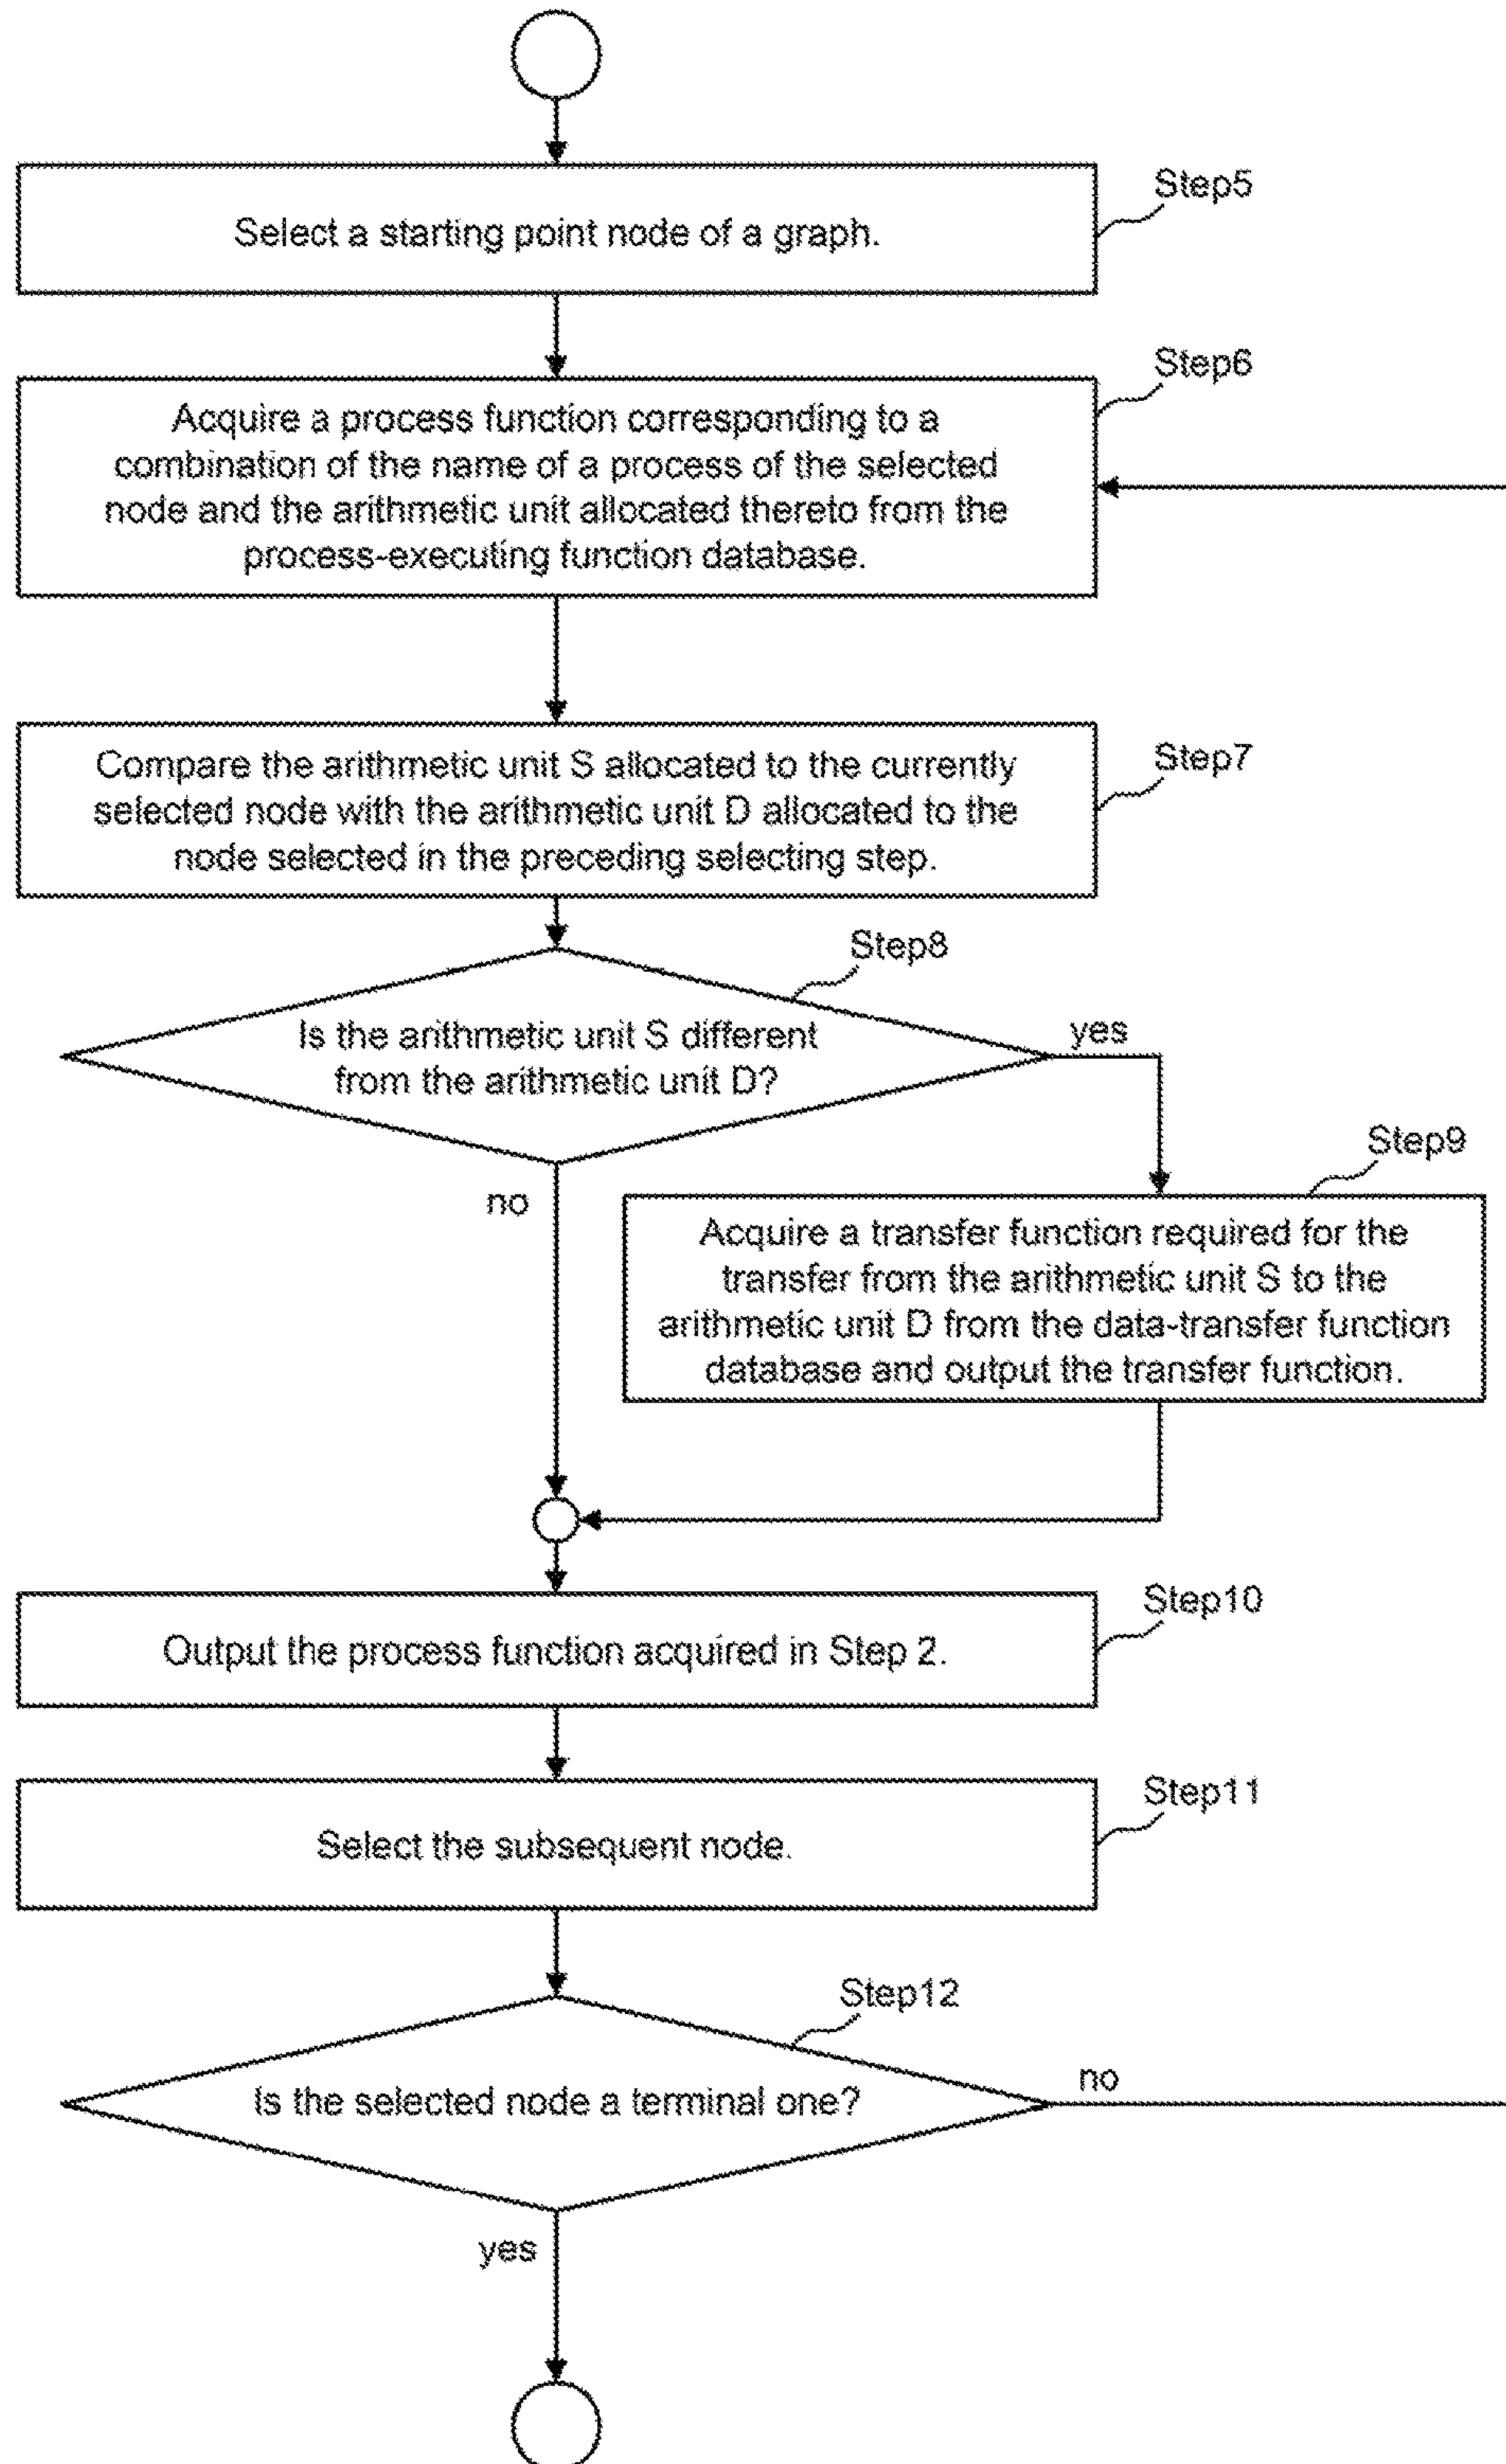 Step5
Select a starting point node of a graph.
Step6
Acquire a process function corresponding to a
combination of the name of a process of the selected
node and the arithmetic unit allocated thereto from the
process-executing function database.
Step7
Compare the arithmetic unit S allocated to the currently
selected node with the arithmetic unit D allocated to the
node selected in the preceding selecting step.
Step8
Is the arithmetic unit S different
from the arithmetic unit D?
yes
no
Step9
Acquire a transfer function required for the
transfer from the arithmetic unit S to the
arithmetic unit D from the data-transfer function
database and output the transfer function.
Step10
Output the process function acquired in Step 2.
Step11
Select the subsequent node.
Step12
Is the selected node a terminal one?
no
yes